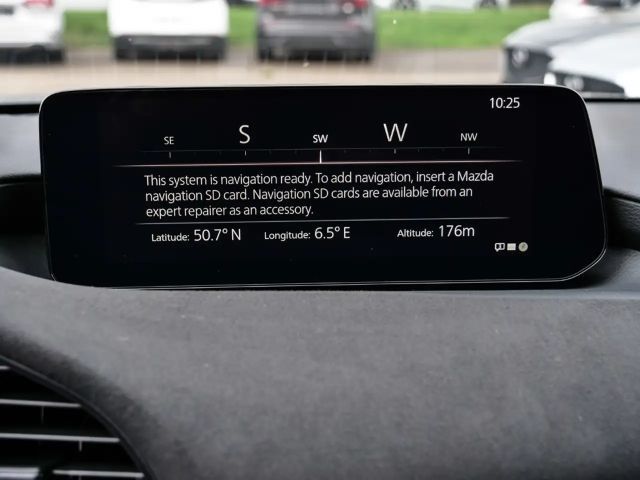 10:25
SE S SW W NW
This system is navigation ready. To add navigation, insert a Mazda
navigation SD card. Navigation SD cards are available from an
expert repairer as an accessory.
Latitude: 50.7° N Longitude: 6.5° E Altitude: 176m